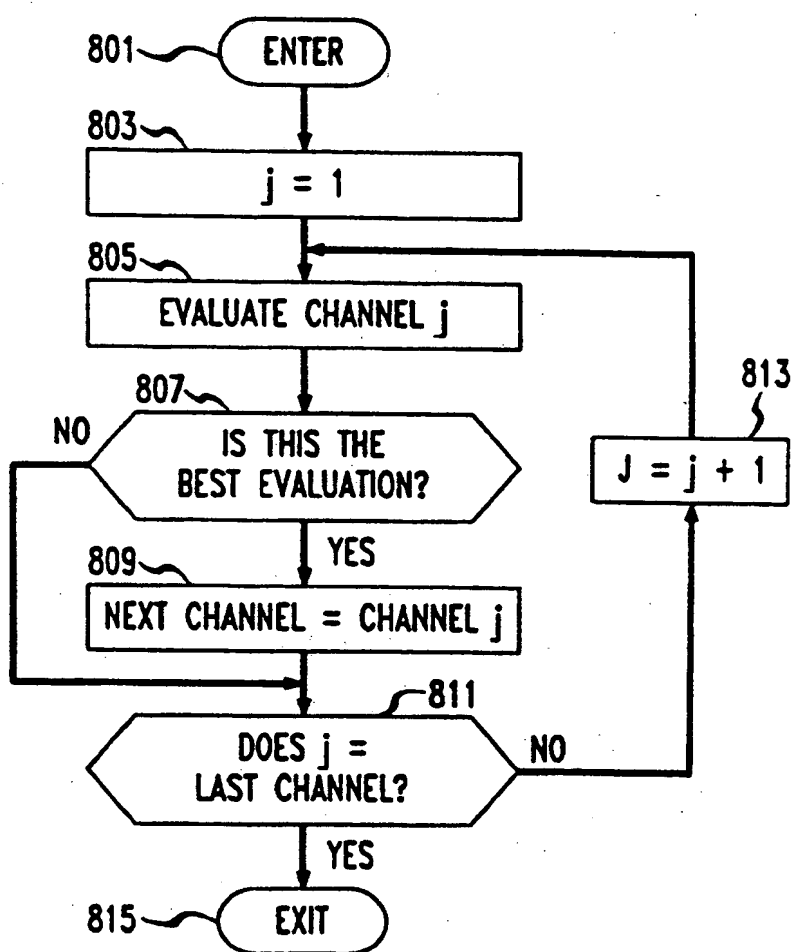 801
ENTER
803
j = 1
805
EVALUATE CHANNEL j
807
NO
IS THIS THE
BEST EVALUATION?
813
J = j + 1
YES
809
NEXT CHANNEL = CHANNEL j
811
DOES j =
LAST CHANNEL?
NO
YES
815
EXIT